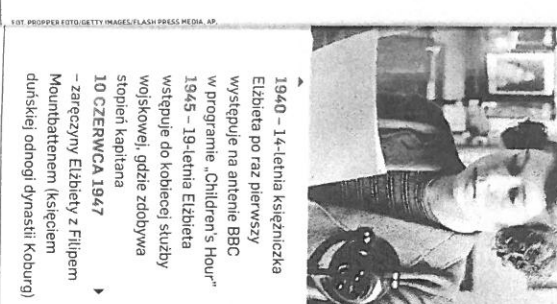 FOT. PROPPER FOTO/GETTY IMAGES/FLASH PRESS MEDIA, AP,
1940 – 14-letnia księżniczka
Elżbieta po raz pierwszy
występuje na antenie BBC
w programie „Children's Hour"
1945 – 19-letnia Elżbieta
wstępuje do kobiecej służby
wojskowej, gdzie zdobywa
stopień kapitana
10 CZERWCA 1947
– zaręczyny Elżbiety z Filipem
Mountbattenem (księciem
duńskiej odnogi dynastii Koburg)